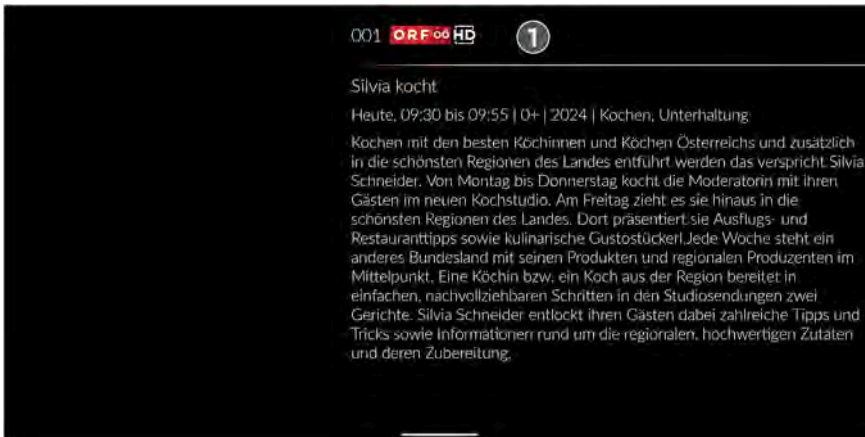 001 ORF OÖ HD 1
Silvia kocht
Heute, 09:30 bis 09:55 | 0+ | 2024 | Kochen, Unterhaltung
Kochen mit den besten Köchinnen und Köchen Österreichs und zusätzlich
in die schönsten Regionen des Landes entführt werden das verspricht Silvia
Schneider. Von Montag bis Donnerstag kocht die Moderatorin mit ihren
Gästen im neuen Kochstudio. Am Freitag zieht es sie hinaus in die
schönsten Regionen des Landes. Dort präsentiert sie Ausflugs- und
Restauranttipps sowie kulinarische Gustostückerl.Jede Woche steht ein
anderes Bundesland mit seinen Produkten und regionalen Produzenten im
Mittelpunkt. Eine Köchin bzw. ein Koch aus der Region bereitet in
einfachen, nachvollziehbaren Schritten in den Studiosendungen zwei
Gerichte. Silvia Schneider entlockt ihren Gästen dabei zahlreiche Tipps und
Tricks sowie Informationen rund um die regionalen, hochwertigen Zutaten
und deren Zubereitung.